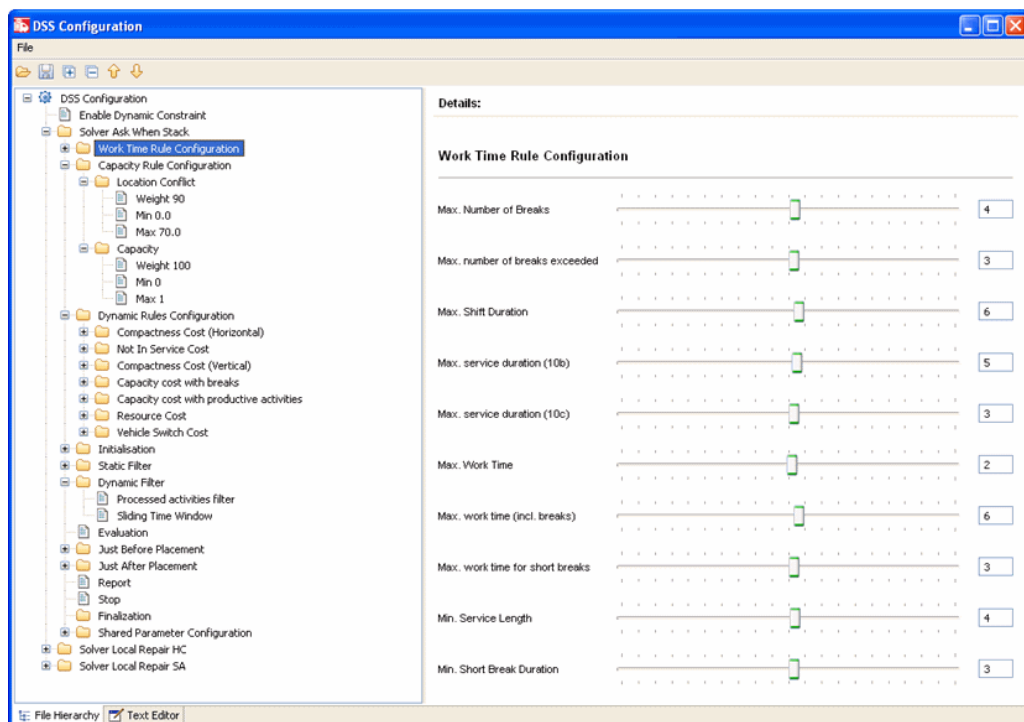 DSS Configuration
File
DSS Configuration
Enable Dynamic Constraint
Solver Ask When Stack
Work Time Rule Configuration
Capacity Rule Configuration
Location Conflict
Weight 90
Min 0.0
Max 70.0
Capacity
Weight 100
Min 0
Max 1
Dynamic Rules Configuration
Compactness Cost (Horizontal)
Not In Service Cost
Compactness Cost (Vertical)
Capacity cost with breaks
Capacity cost with productive activities
Resource Cost
Vehicle Switch Cost
Initialisation
Static Filter
Dynamic Filter
Processed activities filter
Sliding Time Window
Evaluation
Just Before Placement
Just After Placement
Report
Stop
Finalization
Shared Parameter Configuration
Solver Local Repair HC
Solver Local Repair SA
File Hierarchy Text Editor
Details:
Work Time Rule Configuration
Max. Number of Breaks 4
Max. number of breaks exceeded 3
Max. Shift Duration 6
Max. service duration (10b) 5
Max. service duration (10c) 3
Max. Work Time 2
Max. work time (incl. breaks) 6
Max. work time for short breaks 3
Min. Service Length 4
Min. Short Break Duration 3